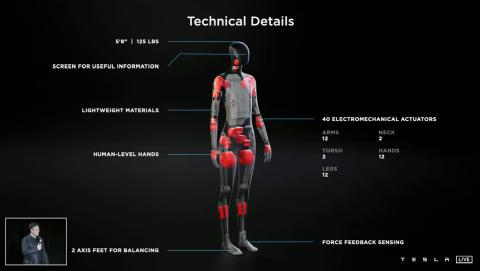 Technical Details
5'8" | 125 LBS
SCREEN FOR USEFUL INFORMATION
LIGHTWEIGHT MATERIALS
HUMAN-LEVEL HANDS
2 AXIS FEET FOR BALANCING
40 ELECTROMECHANICAL ACTUATORS
ARMS NECK
12 2
TORSO HANDS
2 12
LEGS
12
FORCE FEEDBACK SENSING
TESLA LIVE